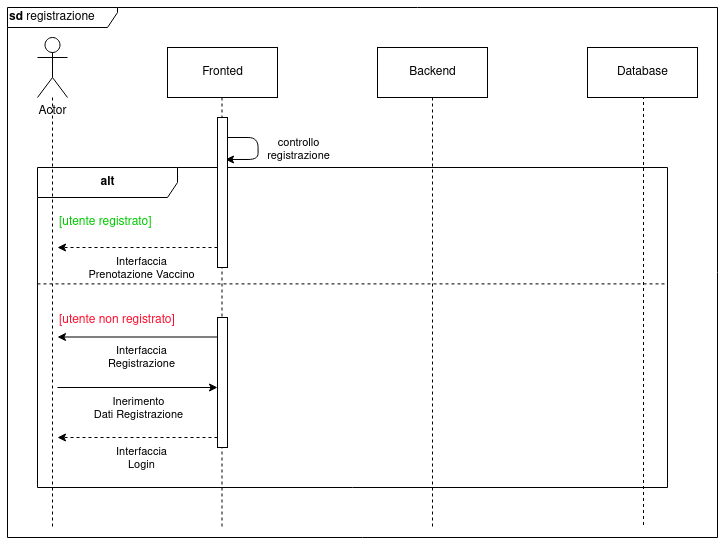 sd registrazione
Actor
Fronted
Backend
Database
controllo
registrazione
alt
[utente registrato]
Interfaccia
Prenotazione Vaccino
[utente non registrato]
Interfaccia
Registrazione
Inerimento
Dati Registrazione
Interfaccia
Login